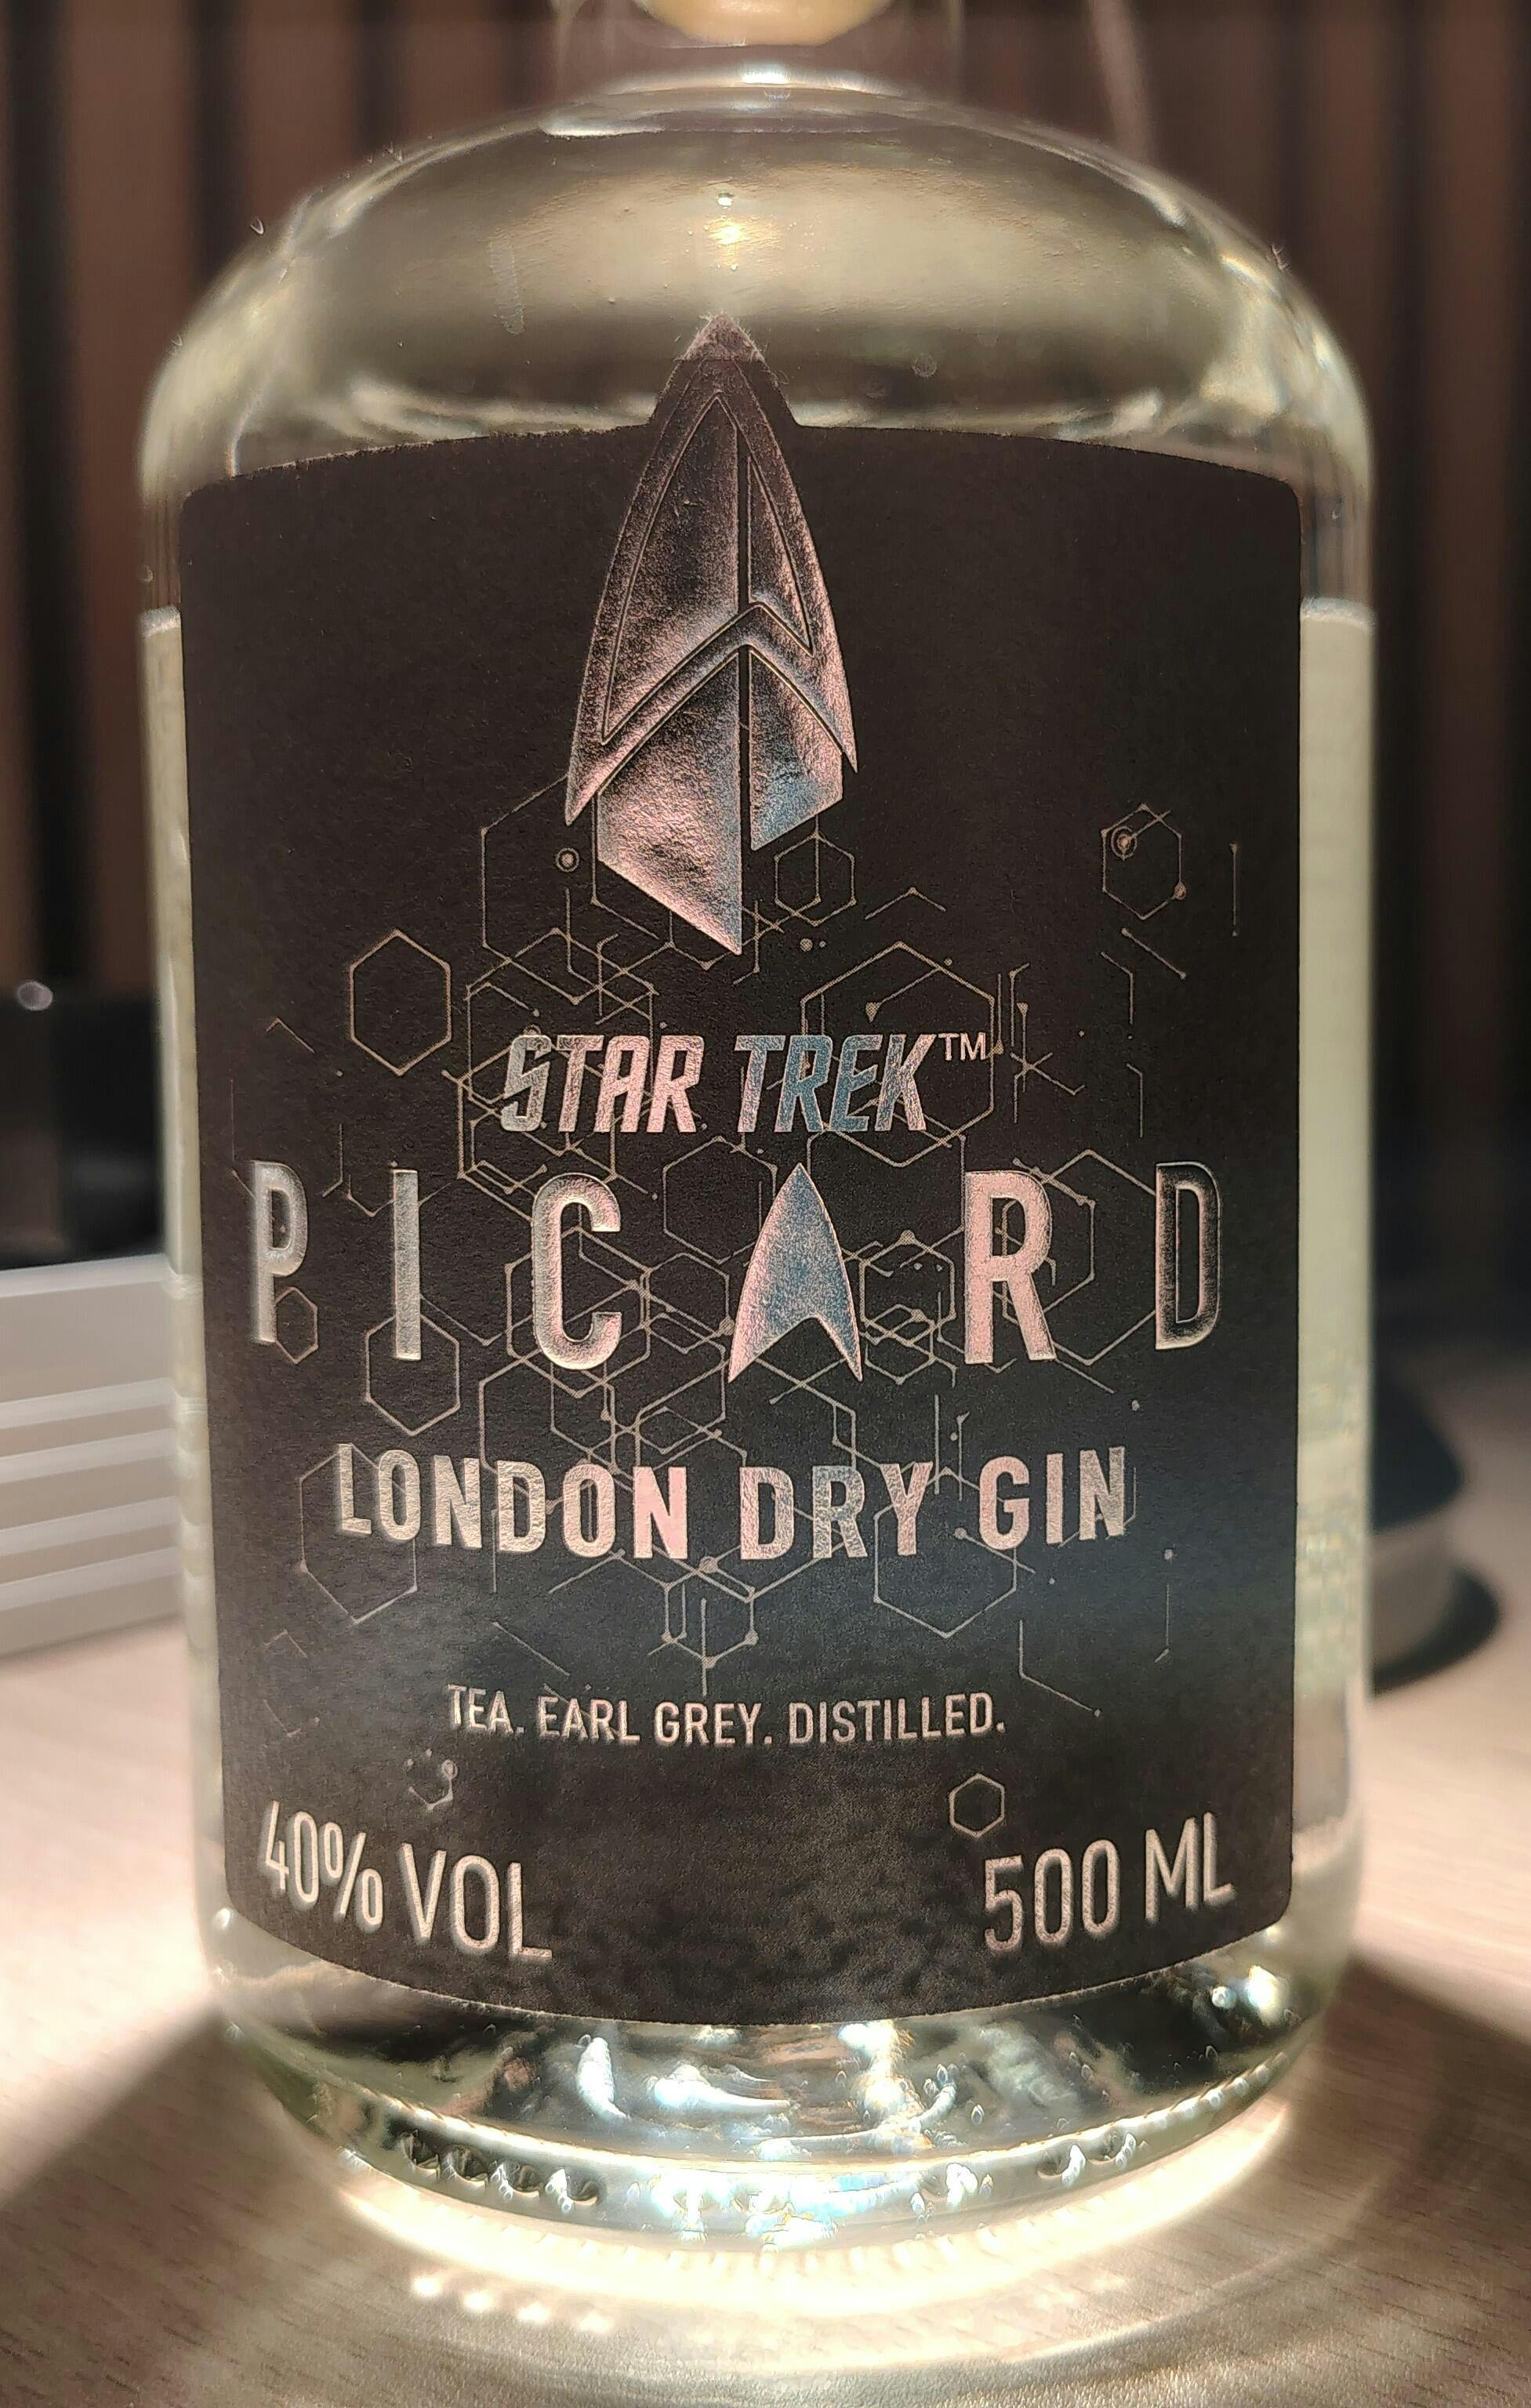 STAR TREK™
PICARD
LONDON DRY GIN
TEA. EARL GREY. DISTILLED.
40% VOL
500 ML